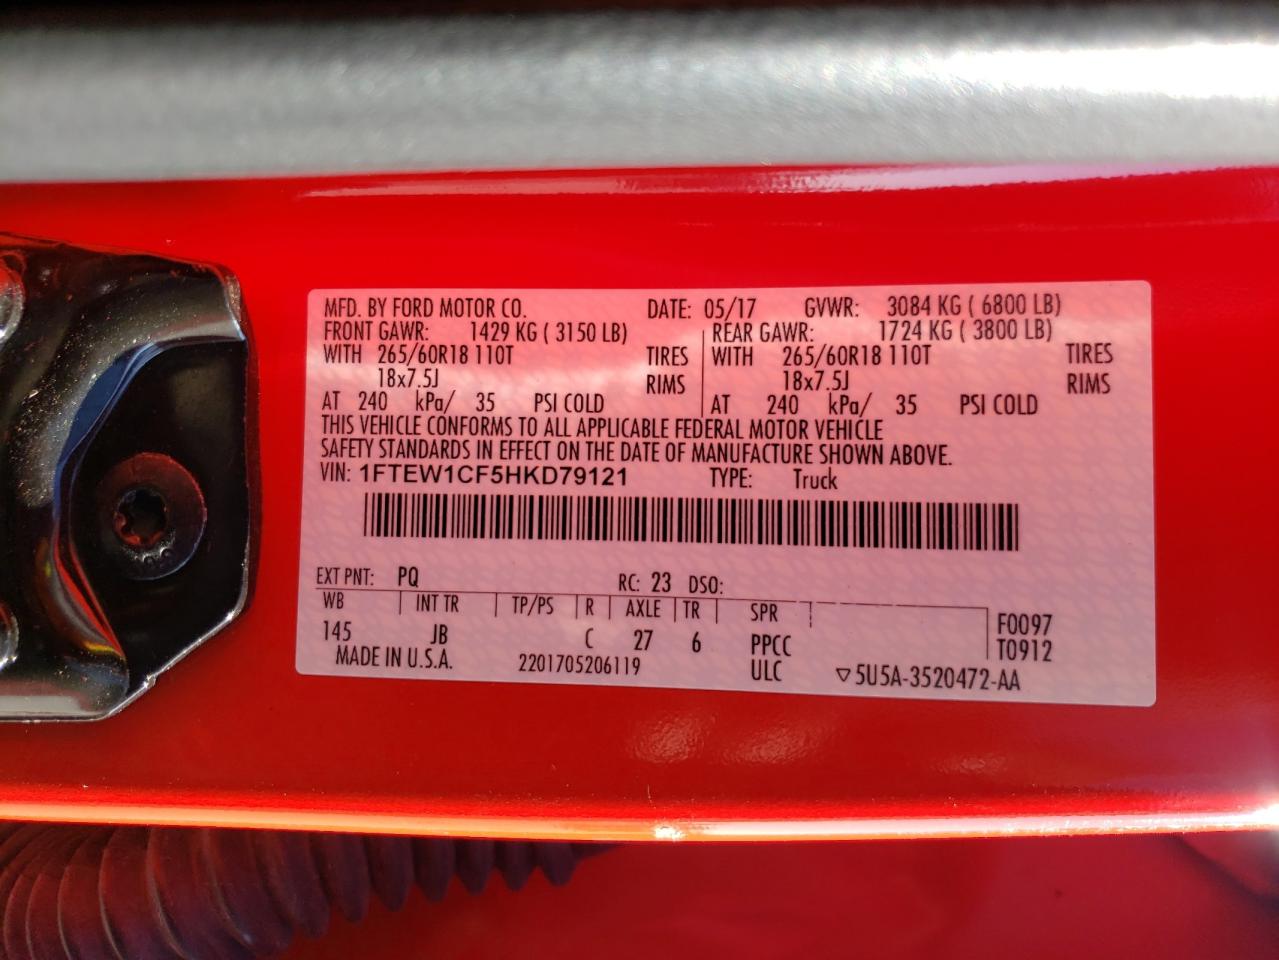 MFD. BY FORD MOTOR CO. DATE: 05/17 GVWR: 3084 KG ( 6800 LB)
FRONT GAWR: 1429 KG ( 3150 LB) REAR GAWR: 1724 KG ( 3800 LB)
WITH 265/60R18 110T TIRES WITH 265/60R18 110T TIRES
18x7.5J RIMS 18x7.5J RIMS
AT 240 kPa/ 35 PSI COLD AT 240 kPa/ 35 PSI COLD
THIS VEHICLE CONFORMS TO ALL APPLICABLE FEDERAL MOTOR VEHICLE
SAFETY STANDARDS IN EFFECT ON THE DATE OF MANUFACTURE SHOWN ABOVE.
VIN: 1FTEW1CF5HKD79121 TYPE: Truck
EXT PNT: PQ RC: 23 DSO:
WB INT TR TP/PS R AXLE TR SPR F0097
145 JB C 27 6 PPCC T0912
MADE IN U.S.A. 2201705206119 ULC ▽5U5A-3520472-AA